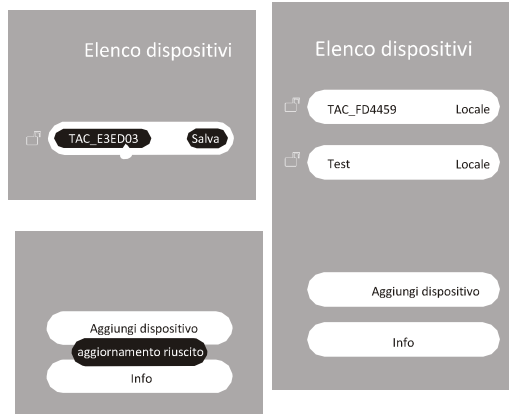 Elenco dispositivi
TAC_E3ED03 Salva
Aggiungi dispositivo
aggiornamento riuscito
Info
Elenco dispositivi
TAC_FD4459 Locale
Test Locale
Aggiungi dispositivo
Info